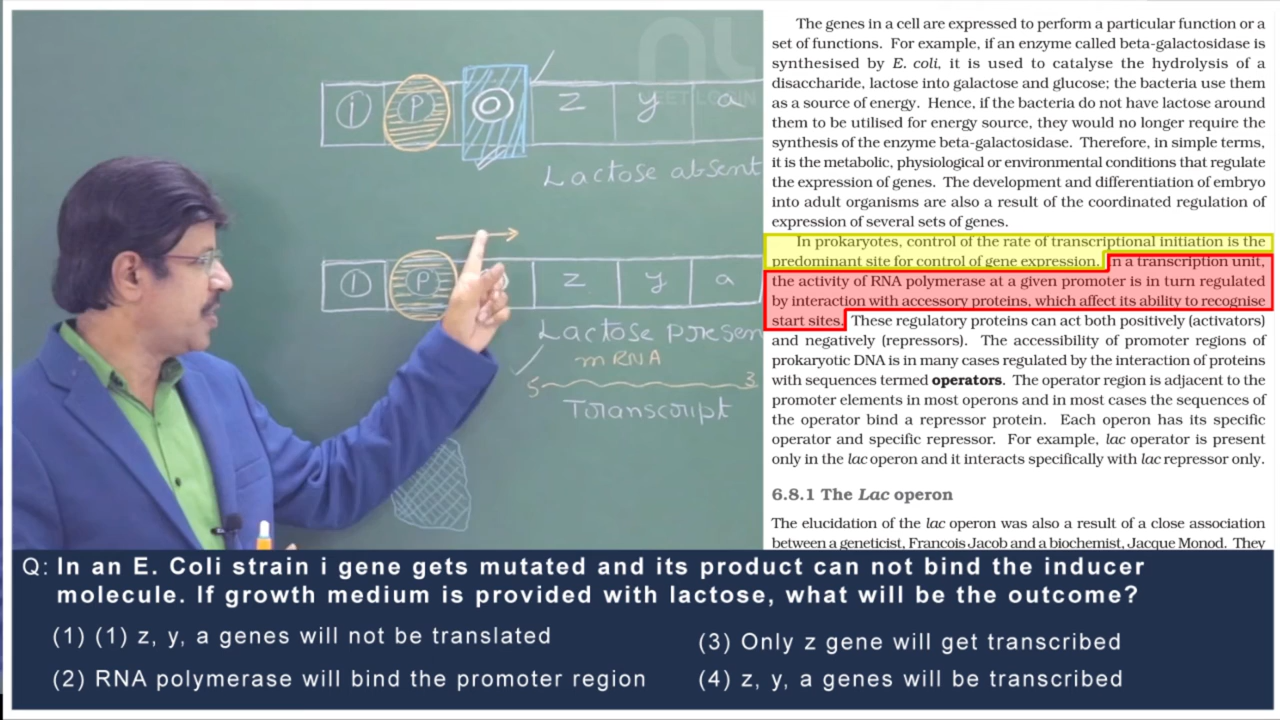 i P O z y a
Lactose absent
i P z y a
Lactose presen
mRNA
5 3
Transcript
The genes in a cell are expressed to perform a particular function or a
set of functions. For example, if an enzyme called beta-galactosidase is
synthesised by E. coli, it is used to catalyse the hydrolysis of a
disaccharide, lactose into galactose and glucose; the bacteria use them
as a source of energy. Hence, if the bacteria do not have lactose around
them to be utilised for energy source, they would no longer require the
synthesis of the enzyme beta-galactosidase. Therefore, in simple terms,
it is the metabolic, physiological or environmental conditions that regulate
the expression of genes. The development and differentiation of embryo
into adult organisms are also a result of the coordinated regulation of
expression of several sets of genes.
In prokaryotes, control of the rate of transcriptional initiation is the
predominant site for control of gene expression. In a transcription unit,
the activity of RNA polymerase at a given promoter is in turn regulated
by interaction with accessory proteins, which affect its ability to recognise
start sites. These regulatory proteins can act both positively (activators)
and negatively (repressors). The accessibility of promoter regions of
prokaryotic DNA is in many cases regulated by the interaction of proteins
with sequences termed operators. The operator region is adjacent to the
promoter elements in most operons and in most cases the sequences of
the operator bind a repressor protein. Each operon has its specific
operator and specific repressor. For example, lac operator is present
only in the lac operon and it interacts specifically with lac repressor only.
6.8.1 The Lac operon
The elucidation of the lac operon was also a result of a close association
between a geneticist, Francois Jacob and a biochemist, Jacque Monod. They
Q: In an E. Coli strain i gene gets mutated and its product can not bind the inducer
molecule. If growth medium is provided with lactose, what will be the outcome?
(1) (1) z, y, a genes will not be translated
(2) RNA polymerase will bind the promoter region
(3) Only z gene will get transcribed
(4) z, y, a genes will be transcribed